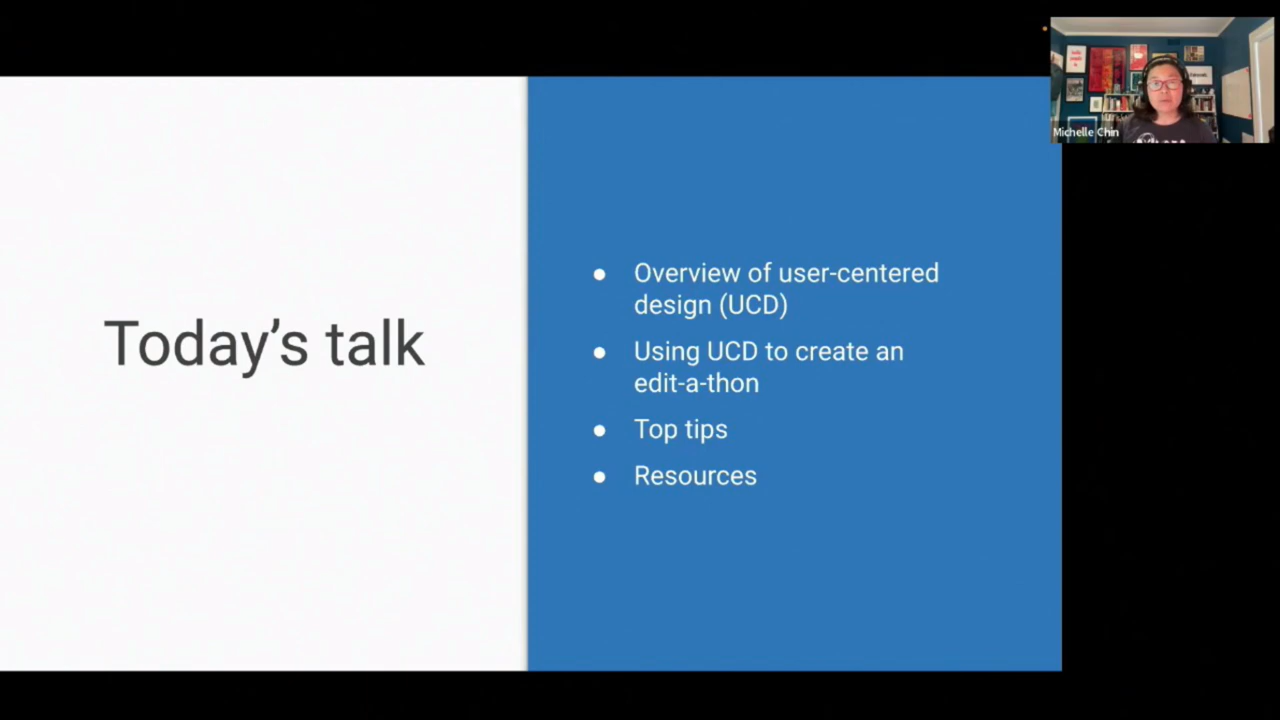 Michelle Chin
Today's talk
● Overview of user-centered
design (UCD)
● Using UCD to create an
edit-a-thon
● Top tips
● Resources